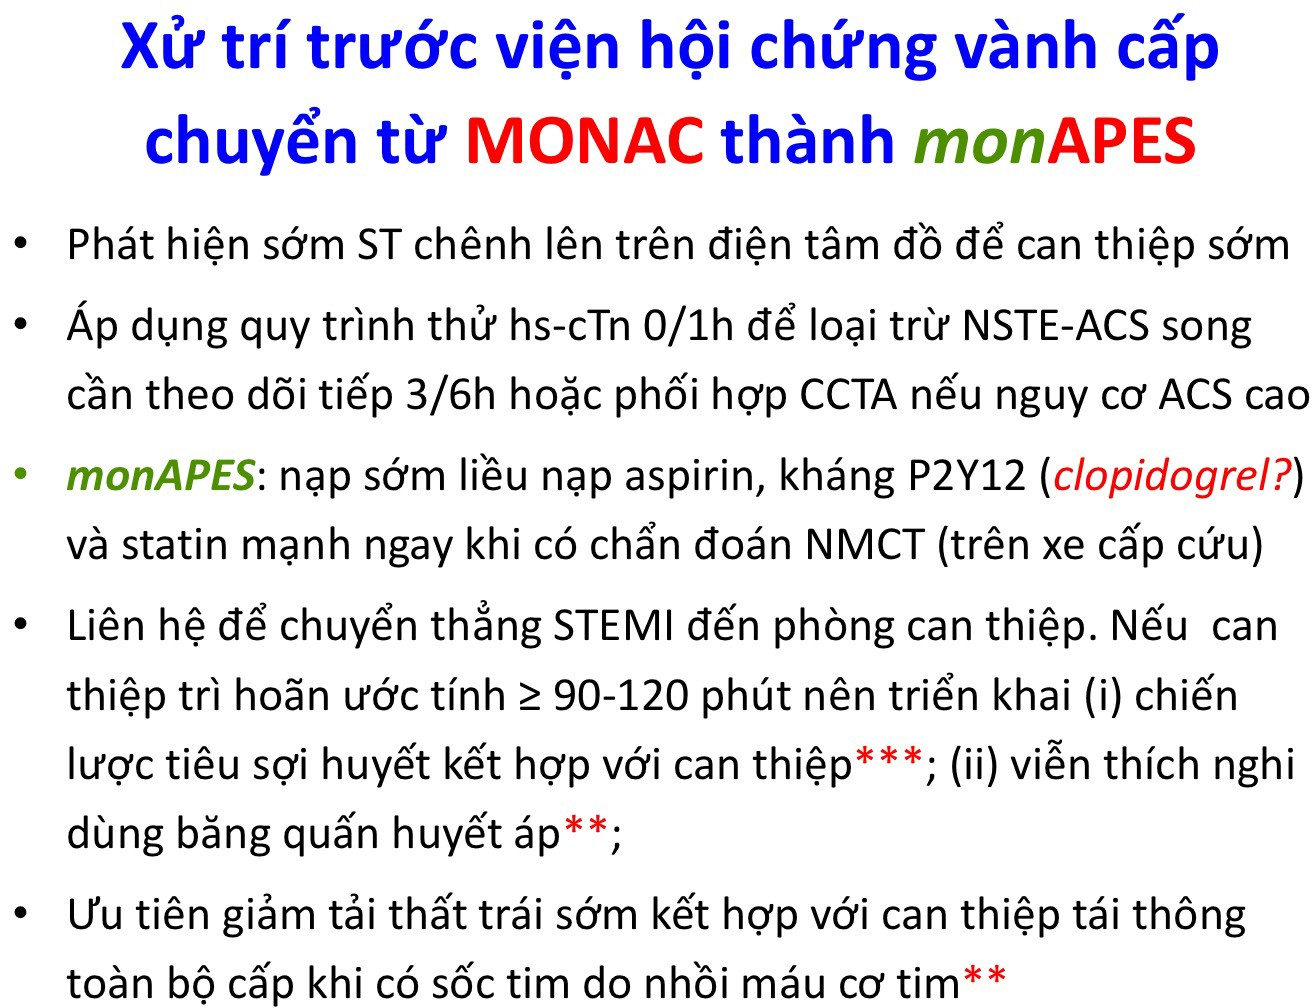 Xử trí trước viện hội chứng vành cấp
chuyển từ MONAC thành monAPES
• Phát hiện sớm ST chênh lên trên điện tâm đồ để can thiệp sớm
• Áp dụng quy trình thử hs-cTn 0/1h để loại trừ NSTE-ACS song
cần theo dõi tiếp 3/6h hoặc phối hợp CCTA nếu nguy cơ ACS cao
• monAPES: nạp sớm liều nạp aspirin, kháng P2Y12 (clopidogrel?)
và statin mạnh ngay khi có chẩn đoán NMCT (trên xe cấp cứu)
• Liên hệ để chuyển thẳng STEMI đến phòng can thiệp. Nếu  can
thiệp trì hoãn ước tính ≥ 90-120 phút nên triển khai (i) chiến
lược tiêu sợi huyết kết hợp với can thiệp***; (ii) viễn thích nghi
dùng băng quấn huyết áp**;
• Ưu tiên giảm tải thất trái sớm kết hợp với can thiệp tái thông
toàn bộ cấp khi có sốc tim do nhồi máu cơ tim**